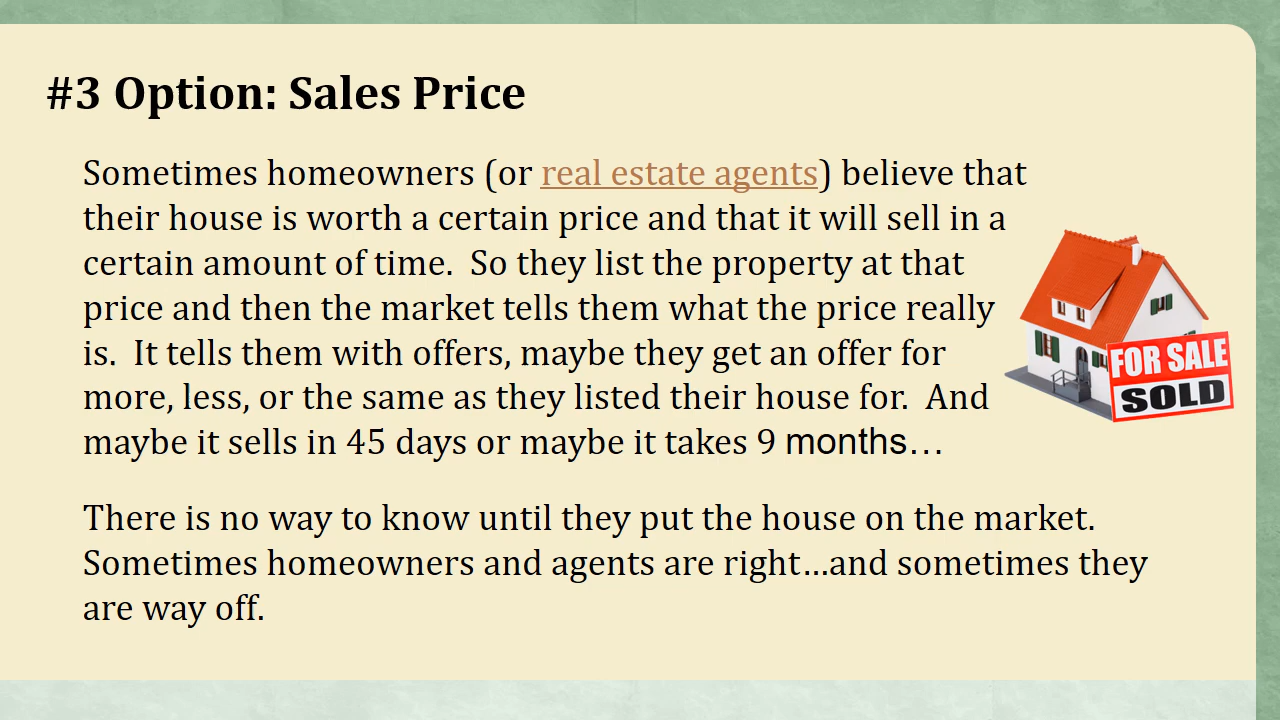 #3 Option: Sales Price
Sometimes homeowners (or real estate agents) believe that
their house is worth a certain price and that it will sell in a
certain amount of time.  So they list the property at that
price and then the market tells them what the price really
is.  It tells them with offers, maybe they get an offer for
more, less, or the same as they listed their house for.  And
maybe it sells in 45 days or maybe it takes 9 months…
FOR SALE
SOLD
There is no way to know until they put the house on the market.
Sometimes homeowners and agents are right…and sometimes they
are way off.